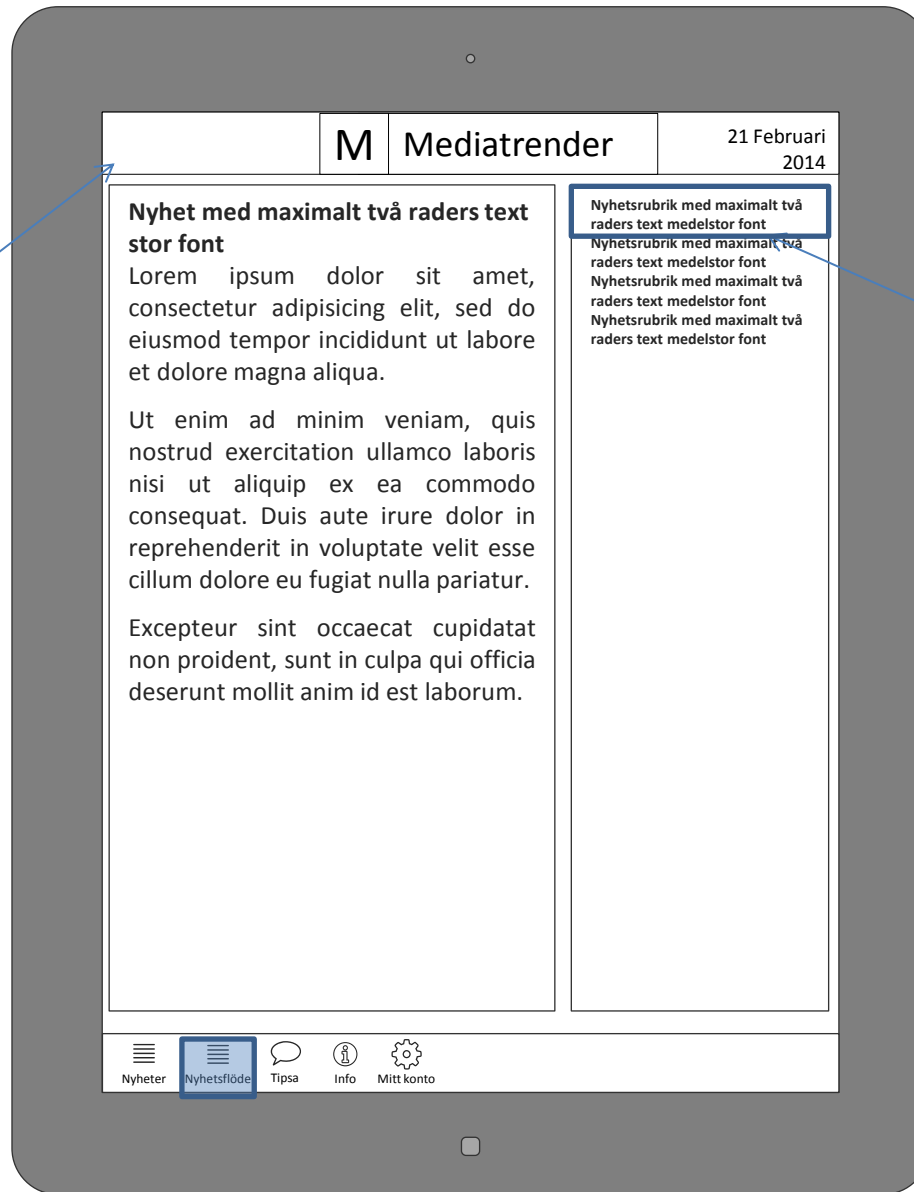 M Mediatrender
21 Februari
2014
Nyhet med maximalt två raders text
stor font
Lorem ipsum dolor sit amet,
consectetur adipisicing elit, sed do
eiusmod tempor incididunt ut labore
et dolore magna aliqua.
Ut enim ad minim veniam, quis
nostrud exercitation ullamco laboris
nisi ut aliquip ex ea commodo
consequat. Duis aute irure dolor in
reprehenderit in voluptate velit esse
cillum dolore eu fugiat nulla pariatur.
Excepteur sint occaecat cupidatat
non proident, sunt in culpa qui officia
deserunt mollit anim id est laborum.
Nyhetsrubrik med maximalt två
raders text medelstor font
Nyhetsrubrik med maximalt två
raders text medelstor font
Nyhetsrubrik med maximalt två
raders text medelstor font
Nyhetsrubrik med maximalt två
raders text medelstor font
Nyheter Nyhetsflöde Tipsa Info Mitt konto